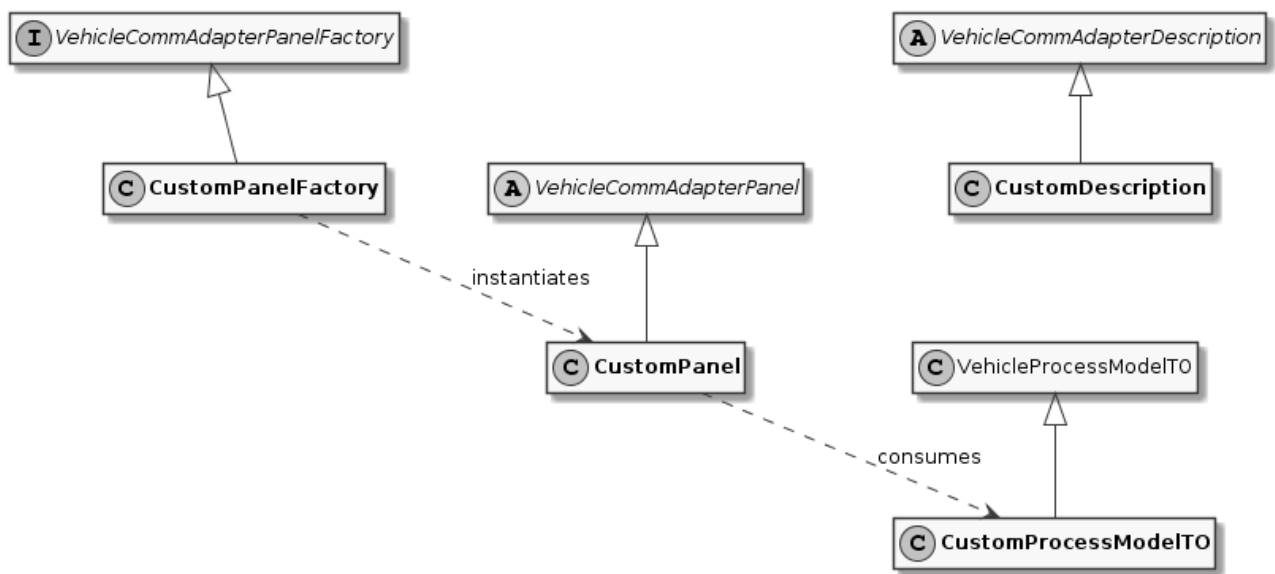 I VehicleCommAdapterPanelFactory
A VehicleCommAdapterDescription
C CustomPanelFactory
A VehicleCommAdapterPanel
C CustomDescription
instantiates
C CustomPanel
C VehicleProcessModelTO
consumes
C CustomProcessModelTO